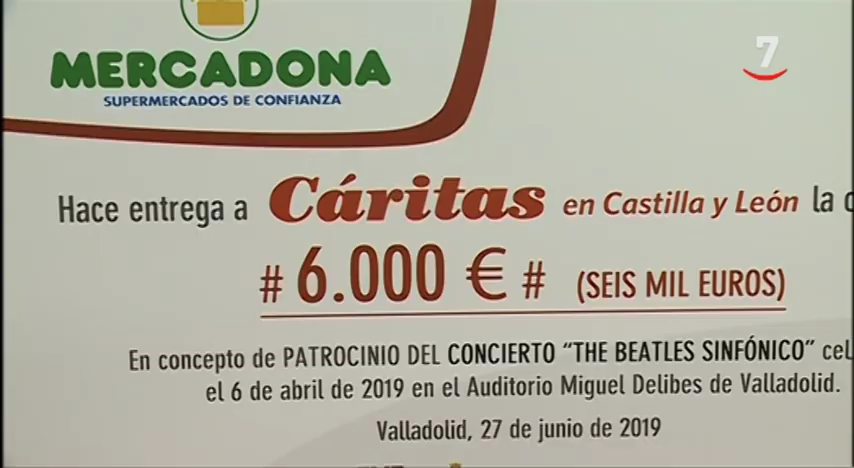 7
MERCADONA
SUPERMERCADOS DE CONFIANZA
Hace entrega a Cáritas en Castilla y León la
# 6.000 € # (SEIS MIL EUROS)
En concepto de PATROCINIO DEL CONCIERTO "THE BEATLES SINFÓNICO"
el 6 de abril de 2019 en el Auditorio Miguel Delibes de Valladolid.
Valladolid, 27 de junio de 2019